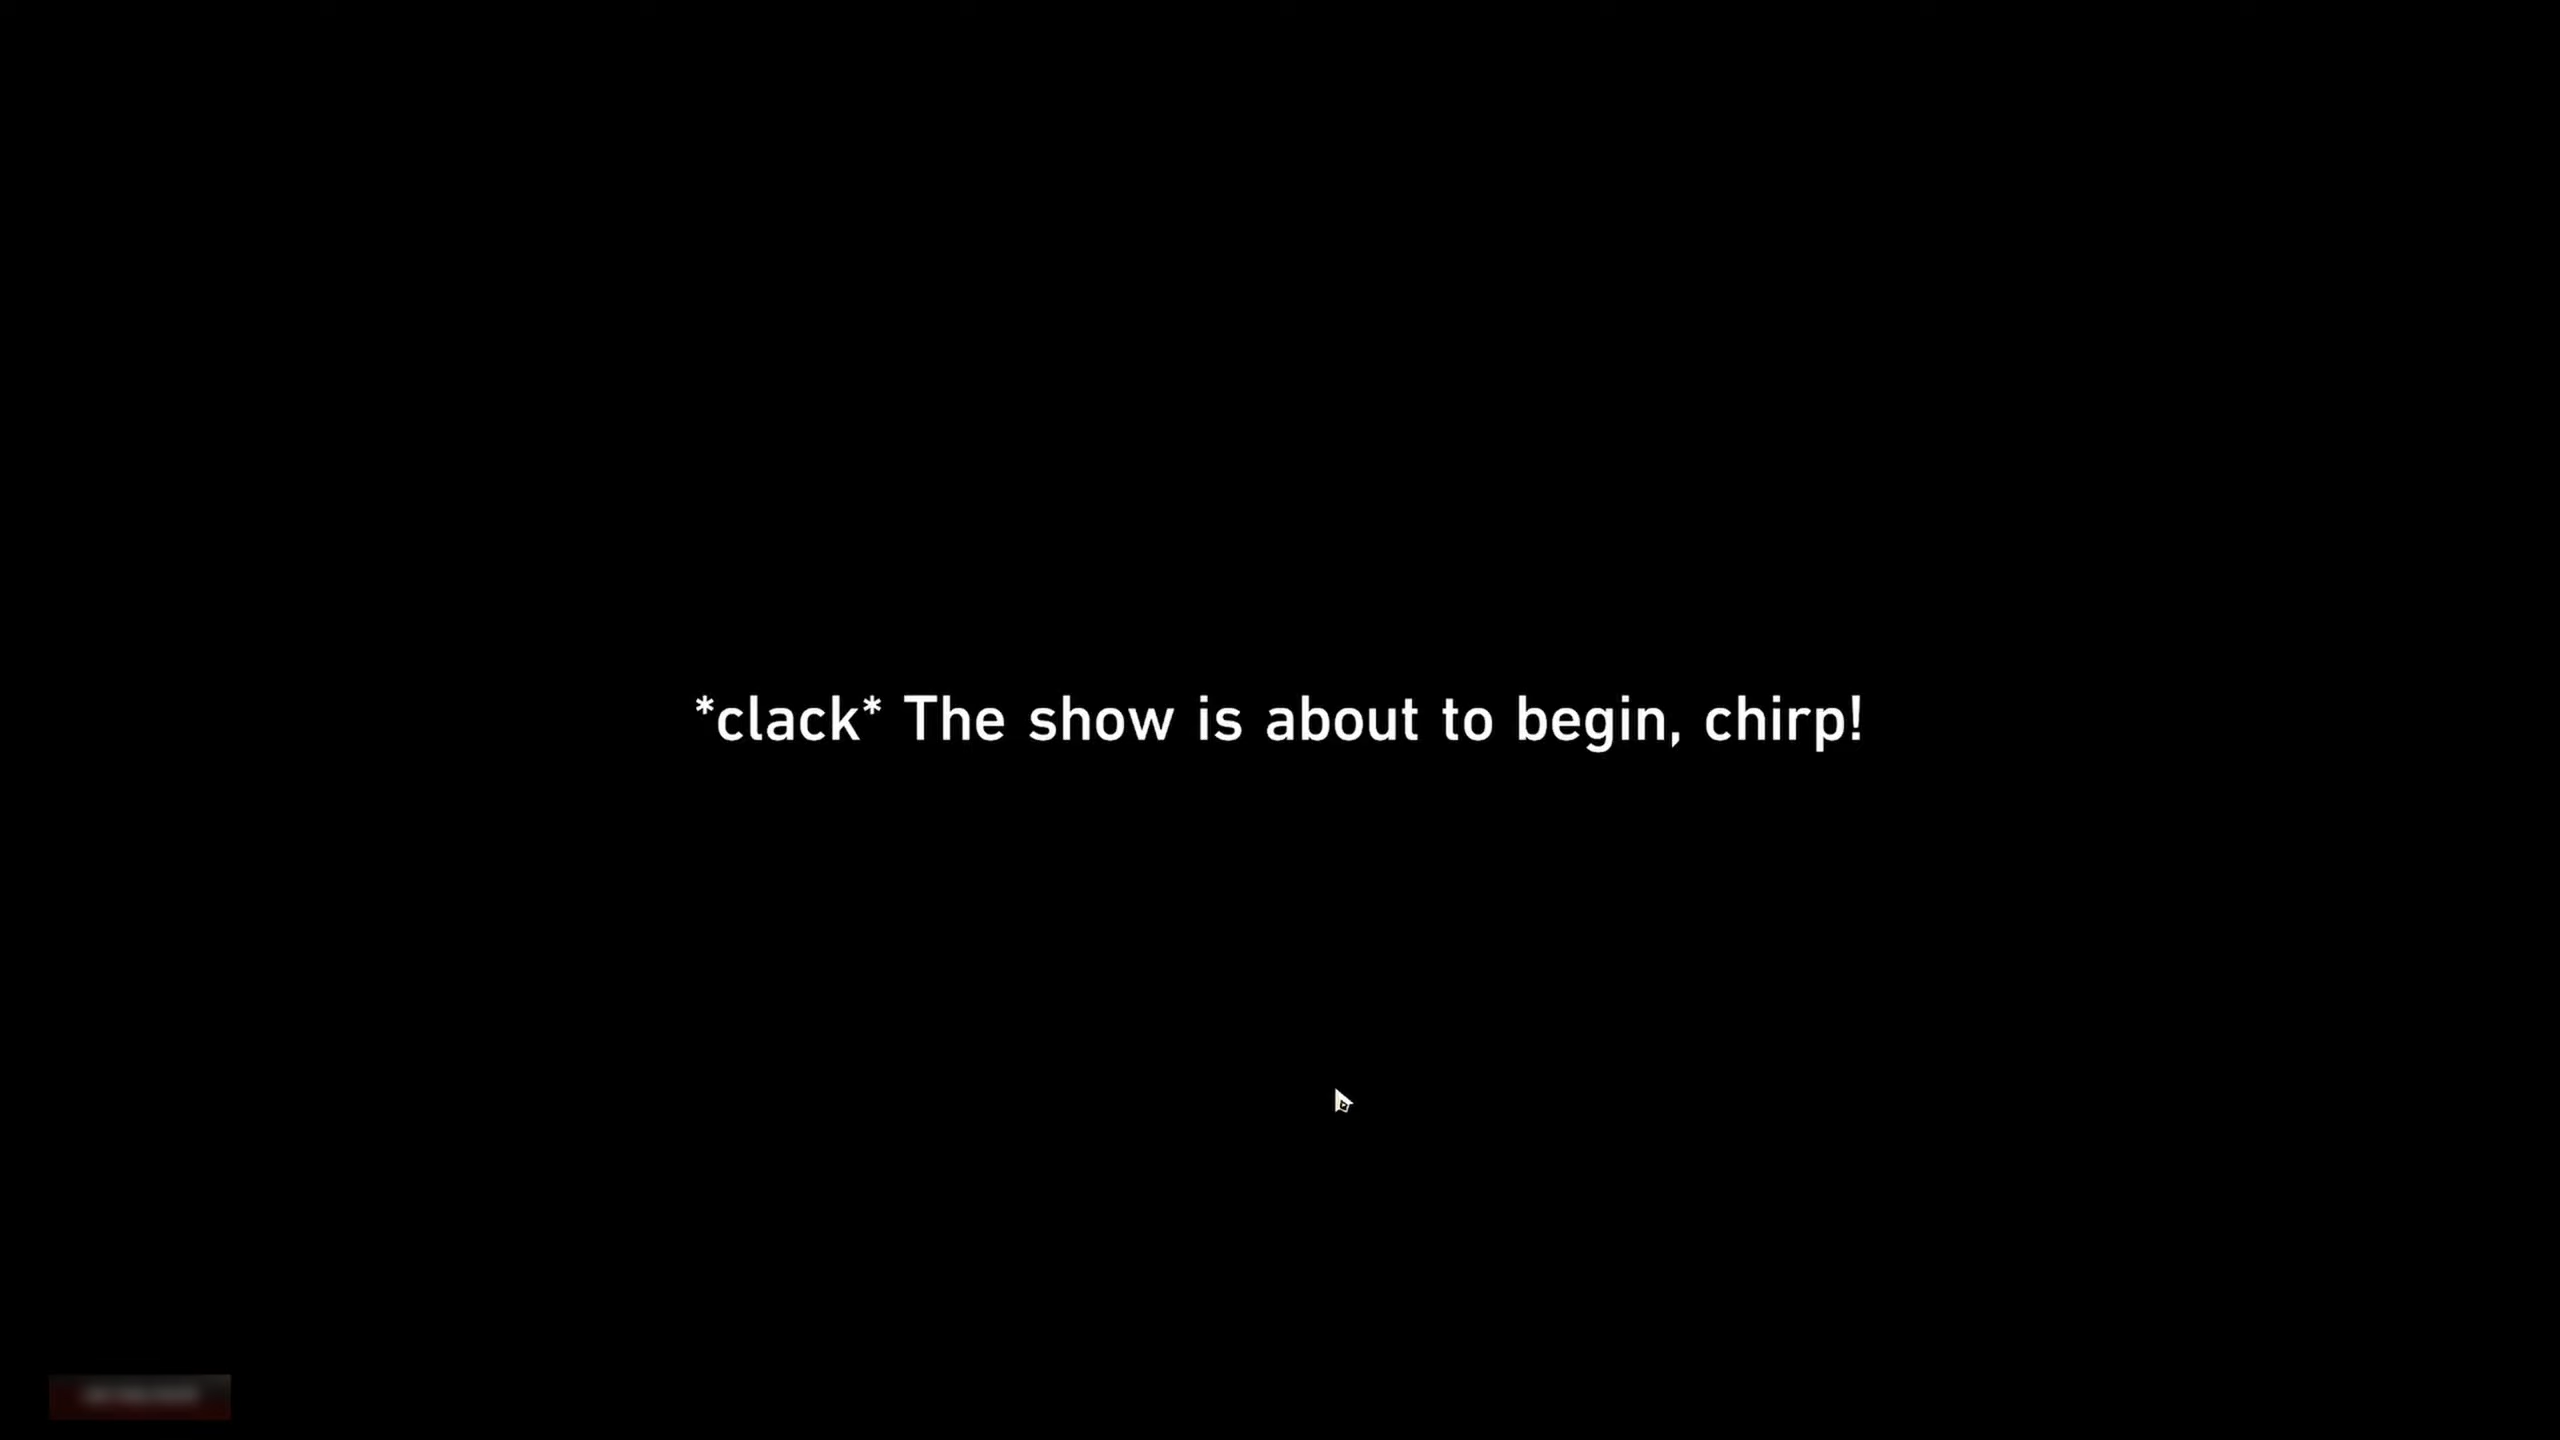 *clack* The show is about to begin, chirp!